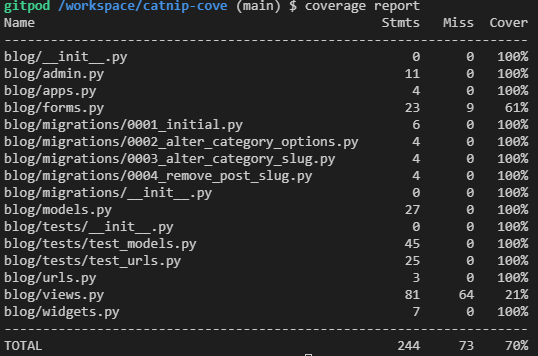 gitpod /workspace/catnip-cove (main) $ coverage report
Name                                           Stmts   Miss  Cover
------------------------------------------------------------------
blog/__init__.py                                   0      0   100%
blog/admin.py                                     11      0   100%
blog/apps.py                                       4      0   100%
blog/forms.py                                     23      9    61%
blog/migrations/0001_initial.py                    6      0   100%
blog/migrations/0002_alter_category_options.py     4      0   100%
blog/migrations/0003_alter_category_slug.py        4      0   100%
blog/migrations/0004_remove_post_slug.py           4      0   100%
blog/migrations/__init__.py                        0      0   100%
blog/models.py                                    27      0   100%
blog/tests/__init__.py                             0      0   100%
blog/tests/test_models.py                         45      0   100%
blog/tests/test_urls.py                           25      0   100%
blog/urls.py                                       3      0   100%
blog/views.py                                     81     64    21%
blog/widgets.py                                    7      0   100%
------------------------------------------------------------------
TOTAL                                            244     73    70%